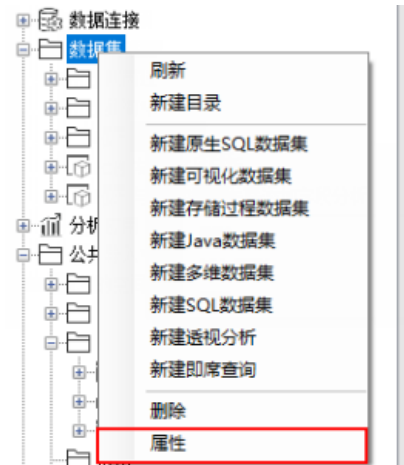 数据连接
数据集
刷新
新建目录
新建原生SQL数据集
新建可视化数据集
新建存储过程数据集
分析
新建Java数据集
公共
新建多维数据集
新建SQL数据集
新建透视分析
新建即席查询
删除
属性